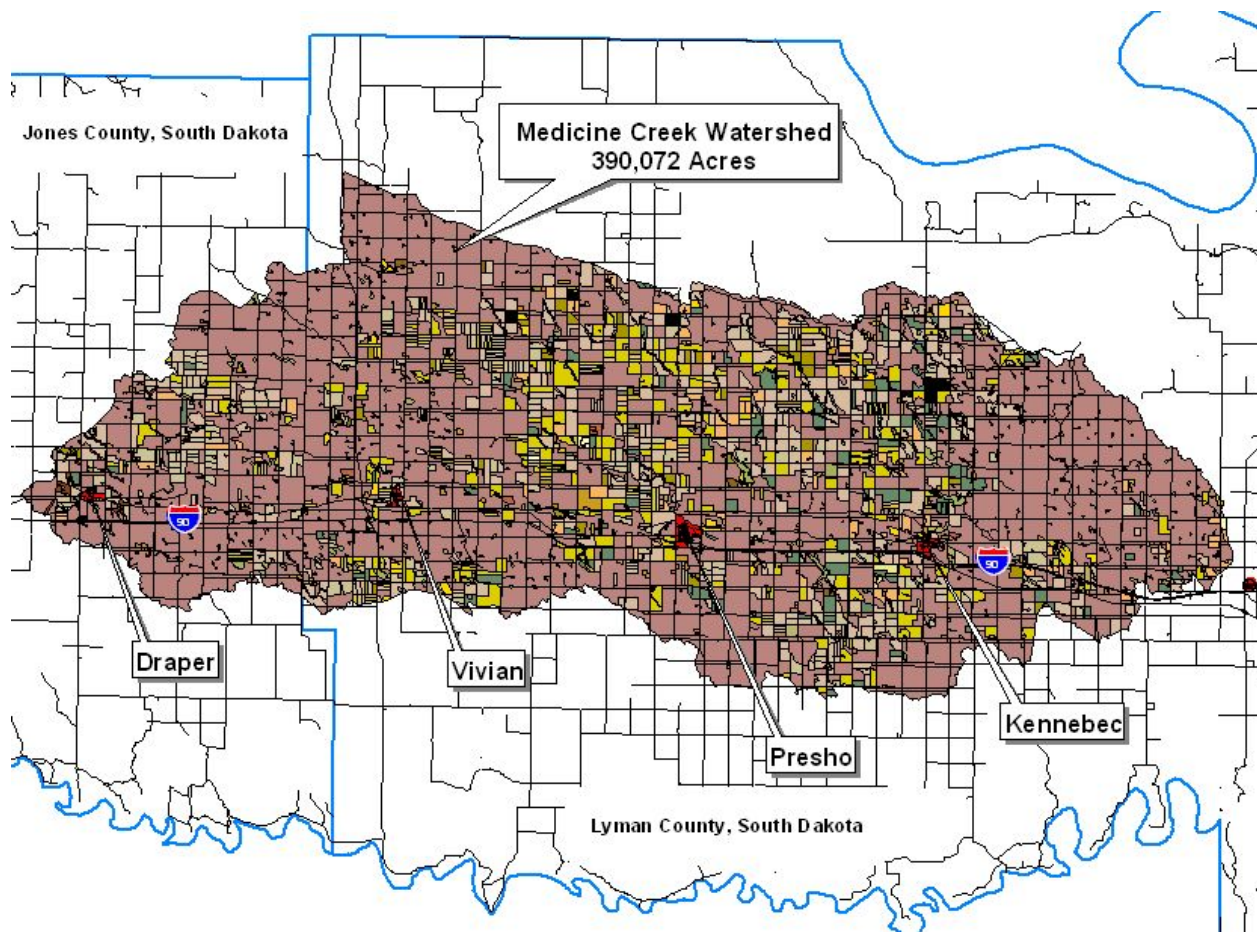 Jones County, South Dakota
Medicine Creek Watershed
390,072 Acres
90
90
Draper
Vivian
Kennebec
Presho
Lyman County, South Dakota